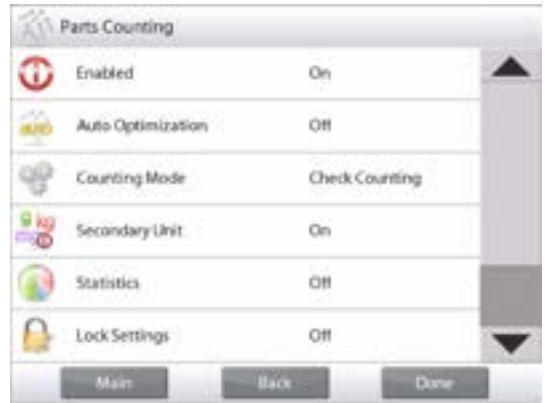 Parts Counting
Enabled On
Auto Optimization Off
Counting Mode Check Counting
Secondary Unit On
Statistics Off
Lock Settings Off
Main Back Done